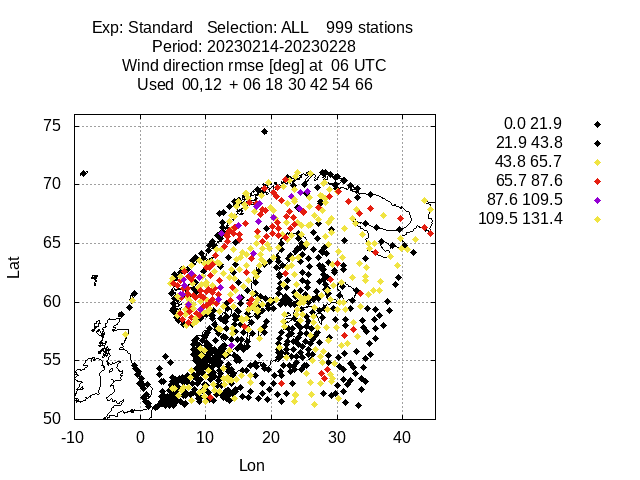 Exp: Standard Selection: ALL 999 stations
Period: 20230214-20230228
Wind direction rmse [deg] at 06 UTC
Used 00,12 + 06 18 30 42 54 66
0.0 21.9
21.9 43.8
43.8 65.7
65.7 87.6
87.6 109.5
109.5 131.4
75
70
65
60
55
50
Lat
-10 0 10 20 30 40
Lon